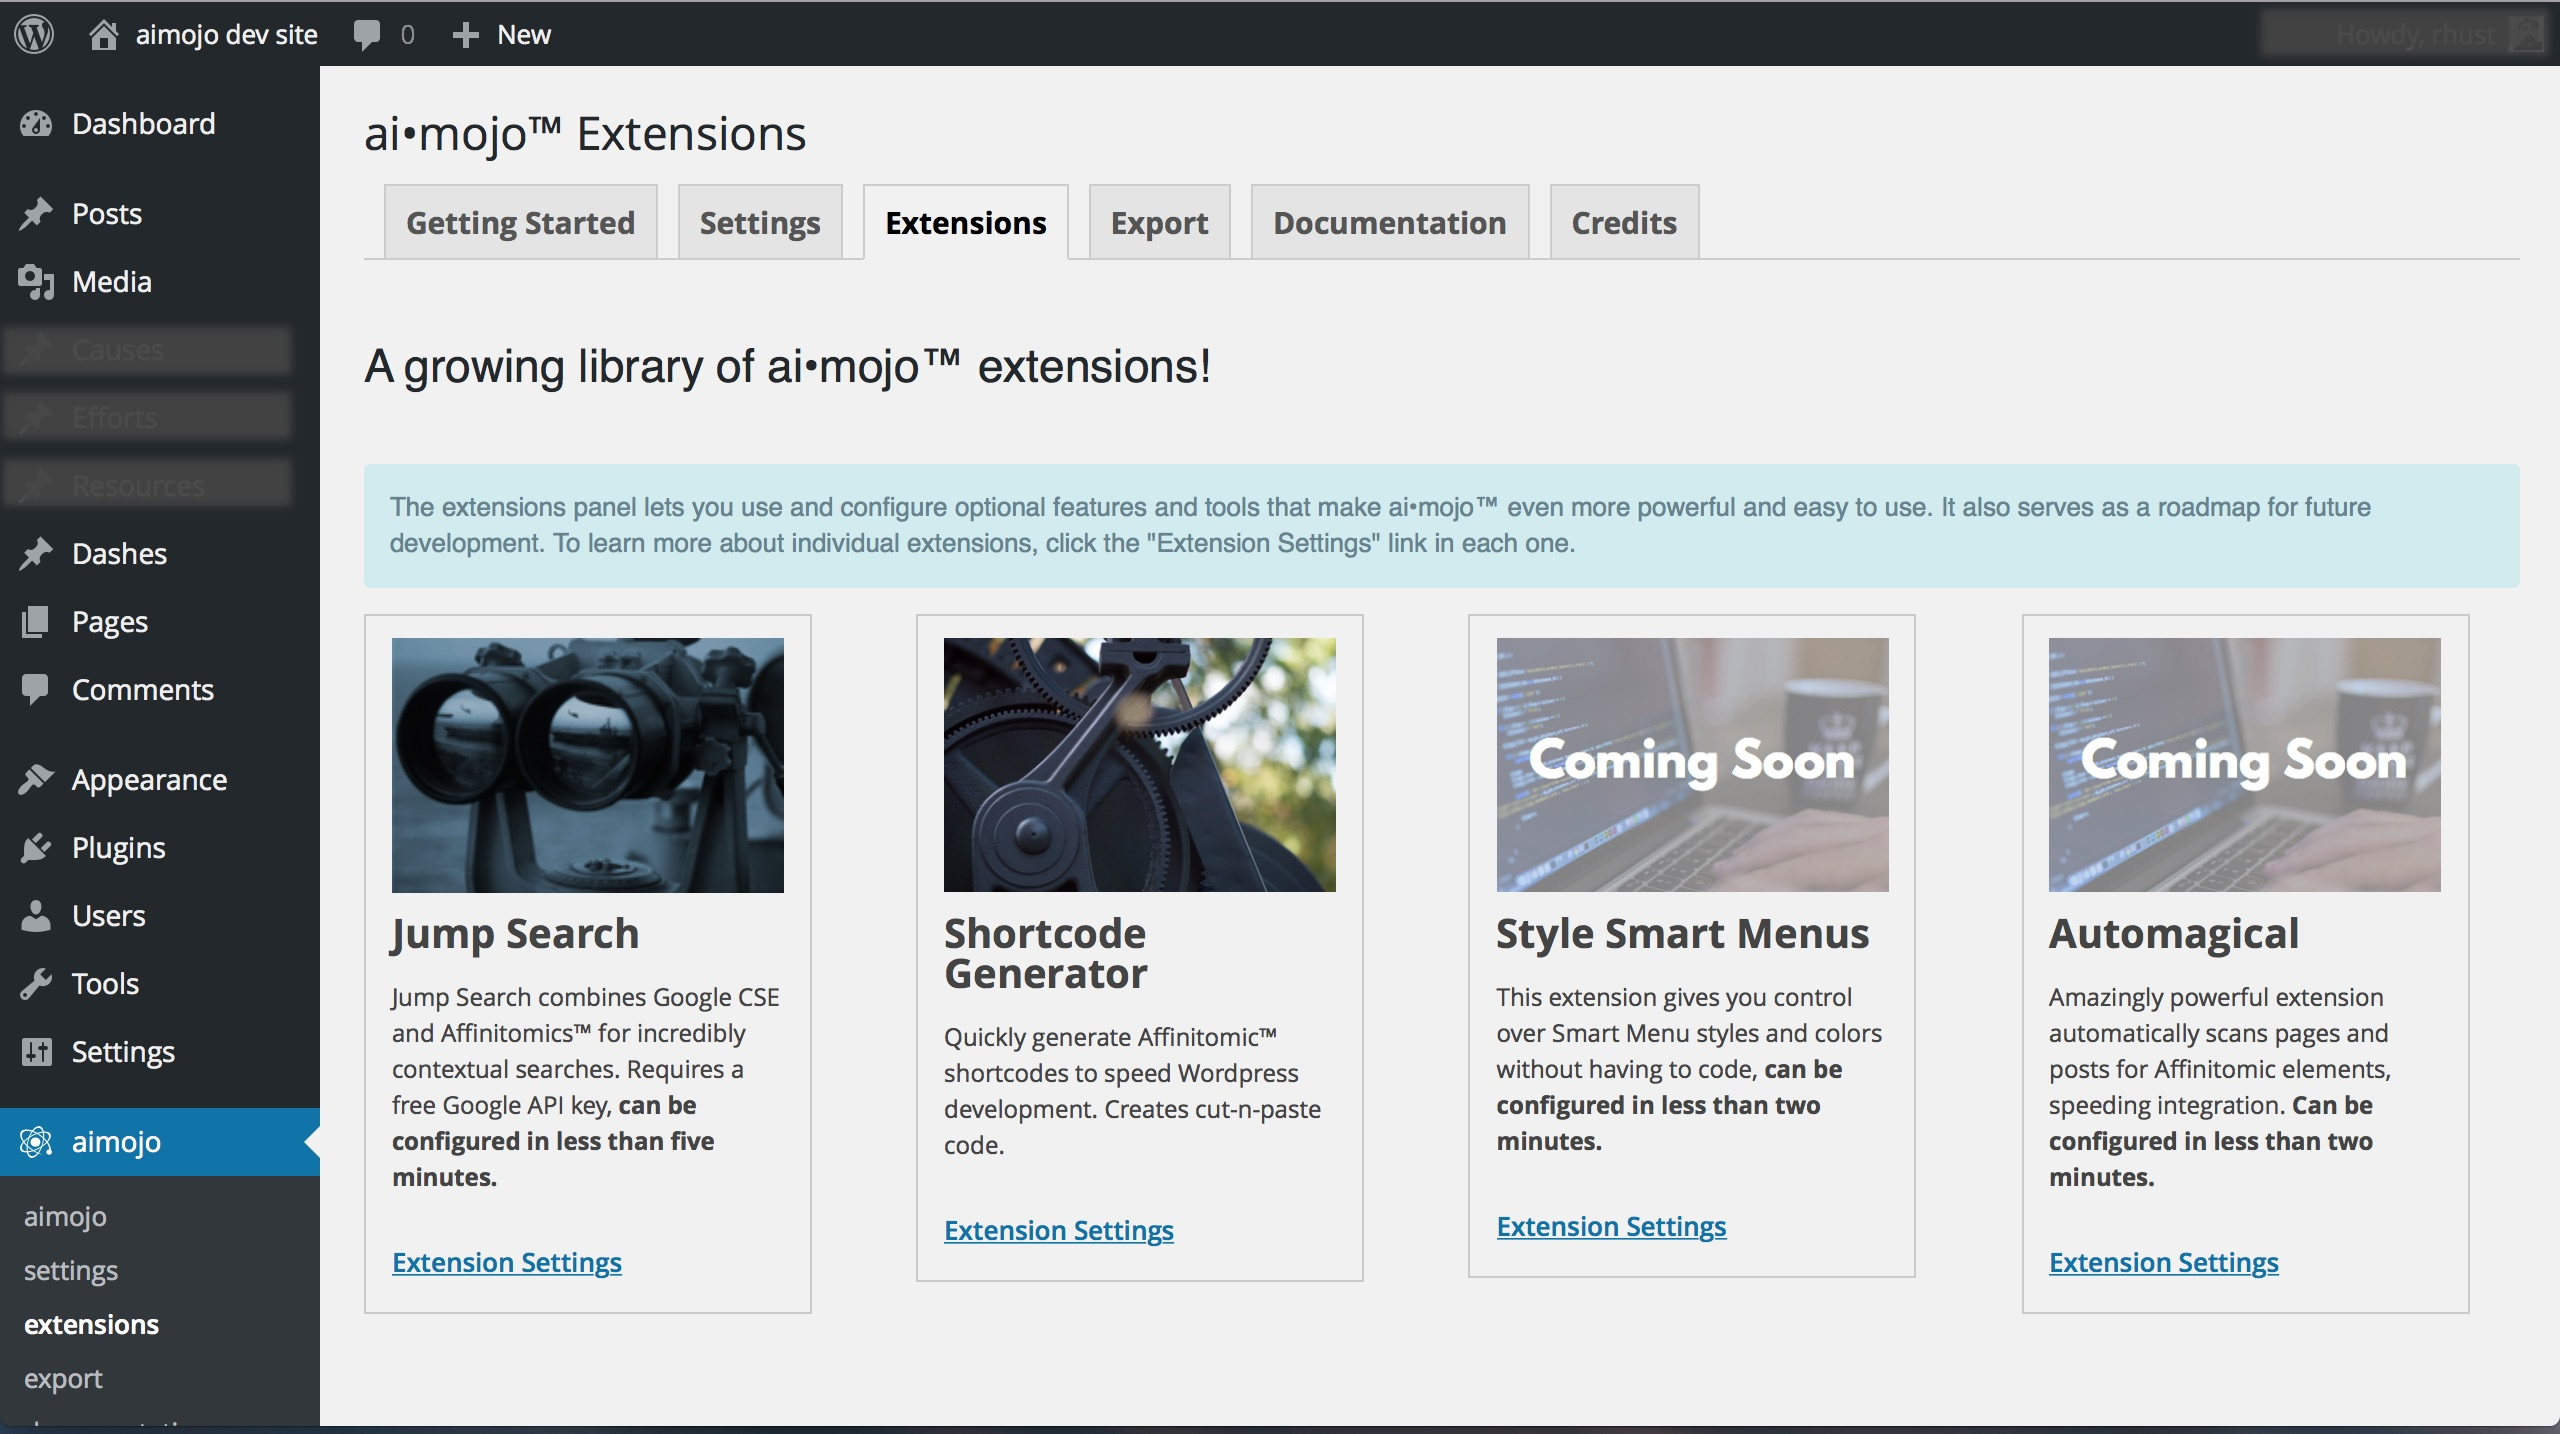 aimojo dev site
0
New
Howdy, rhust
Dashboard
Posts
Media
Causes
Efforts
Resources
Dashes
Pages
Comments
Appearance
Plugins
Users
Tools
Settings
aimojo
aimojo
settings
extensions
export
ai•mojo™ Extensions
Getting Started
Settings
Extensions
Export
Documentation
Credits
A growing library of ai•mojo™ extensions!
The extensions panel lets you use and configure optional features and tools that make ai•mojo™ even more powerful and easy to use. It also serves as a roadmap for future
development. To learn more about individual extensions, click the "Extension Settings" link in each one.
Jump Search
Jump Search combines Google CSE
and Affinitomics™ for incredibly
contextual searches. Requires a
free Google API key, can be
configured in less than five
minutes.
Extension Settings
Shortcode
Generator
Quickly generate Affinitomic™
shortcodes to speed Wordpress
development. Creates cut-n-paste
code.
Extension Settings
Coming Soon
Style Smart Menus
This extension gives you control
over Smart Menu styles and colors
without having to code, can be
configured in less than two
minutes.
Extension Settings
Coming Soon
Automagical
Amazingly powerful extension
automatically scans pages and
posts for Affinitomic elements,
speeding integration. Can be
configured in less than two
minutes.
Extension Settings